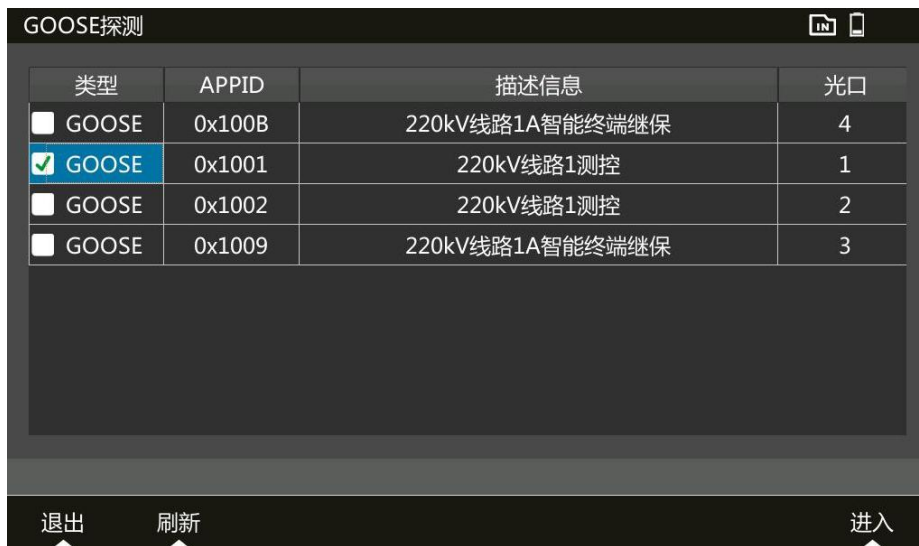 GOOSE探测 IN
类型 APPID 描述信息 光口
GOOSE 0x100B 220kV线路1A智能终端继保 4
GOOSE 0x1001 220kV线路1测控 1
GOOSE 0x1002 220kV线路1测控 2
GOOSE 0x1009 220kV线路1A智能终端继保 3
退出 刷新 进入